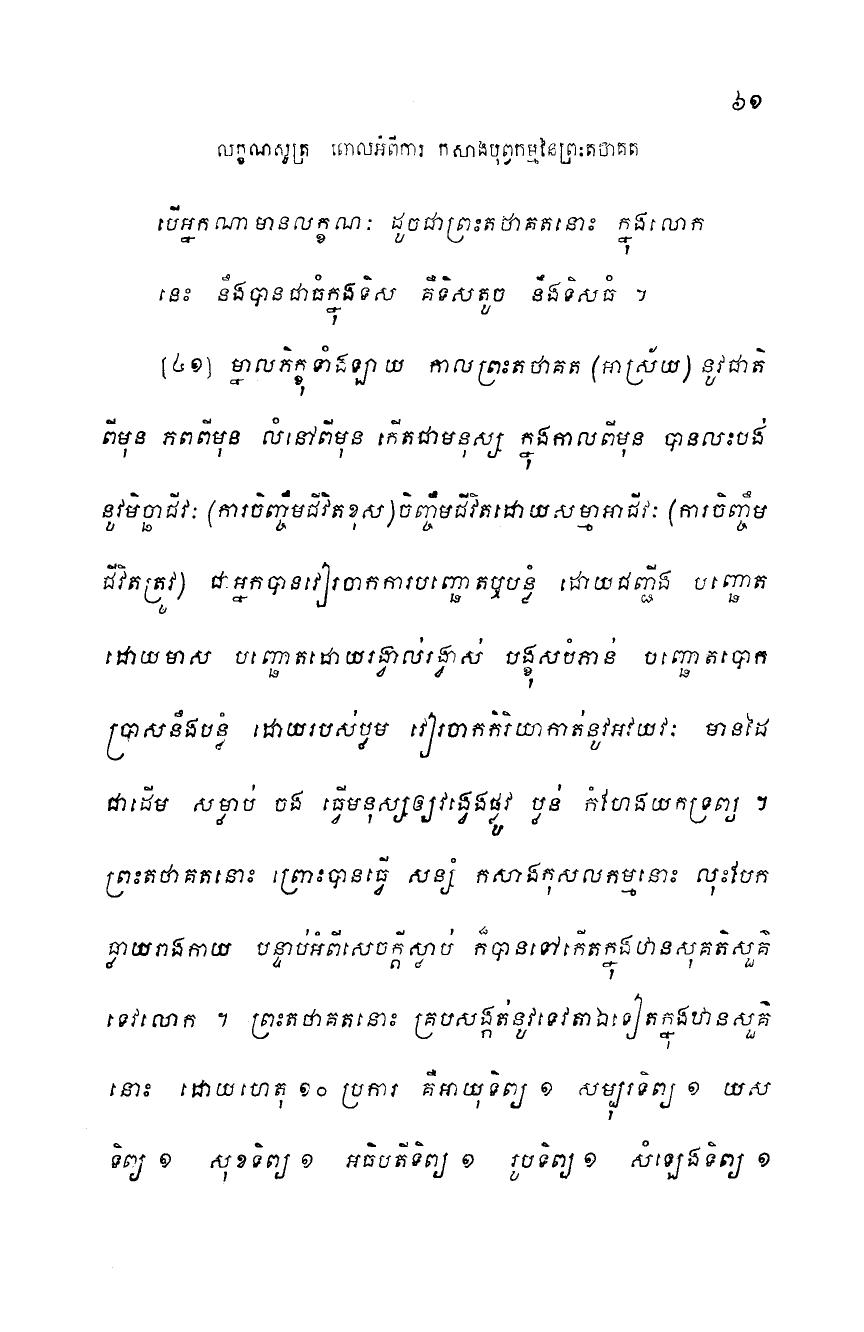 ៦១
លក្ខណសូត្រ ពោលអំពីការ កសាងបុព្វកម្មនៃព្រះតថាគត
បើអ្នកណាមានលក្ខណៈ ដូចជាព្រះតថាគតនោះ ក្នុងលោក
នេះ នឹងបានជាធំក្នុងទិស គឺទិសតូច នឹងទិសធំ ។
[៤១] ម្នាលភិក្ខុទាំងឡាយ កាលព្រះតថាគត (អាស្រ័យ) នូវជាតិ
ពីមុន ភពពីមុន លំនៅពីមុន កើតជាមនុស្ស ក្នុងកាលពីមុន បានលះបង់
នូវមិច្ឆាជីវៈ (ការចិញ្ចឹមជីវិតខុស) ចិញ្ចឹមជីវិតដោយសម្មាអាជីវៈ (ការចិញ្ចឹម
ជីវិតត្រូវ) ជាអ្នកបានវៀរចាកការបញ្ឆោតឬបន្លំ ដោយជញ្ជីង បញ្ឆោត
ដោយមាស បញ្ឆោតដោយរង្វាល់រង្វាស់ បង្ខុសបំកាន់ បញ្ឆោតបោក
ប្រាសនឹងបន្លំ ដោយរបស់ប្លម វៀរចាកកិរិយាកាត់នូវអវយវៈ មានដៃ
ជាដើម សម្លាប់ ចង ធ្វើមនុស្សឲ្យវង្វេងផ្លូវ ប្លន់ កំហែងយកទ្រព្យ ។
ព្រះតថាគតនោះ ព្រោះបានធ្វើ សន្សំ កសាងកុសលកម្មនោះ លុះបែក
ធ្លាយរាងកាយ បន្ទាប់អំពីសេចក្តីស្លាប់ ក៏បានទៅកើតក្នុងឋានសុគតិសួគ៌
ទេវលោក ។ ព្រះតថាគតនោះ គ្របសង្កត់នូវទេវតាឯទៀតក្នុងឋានសួគ៌
នោះ ដោយហេតុ ១០ ប្រការ គឺអាយុទិព្យ ១ សម្បុរទិព្យ ១ យស
ទិព្យ ១ សុខទិព្យ ១ អធិបតីទិព្យ ១ រូបទិព្យ ១ សំឡេងទិព្យ ១